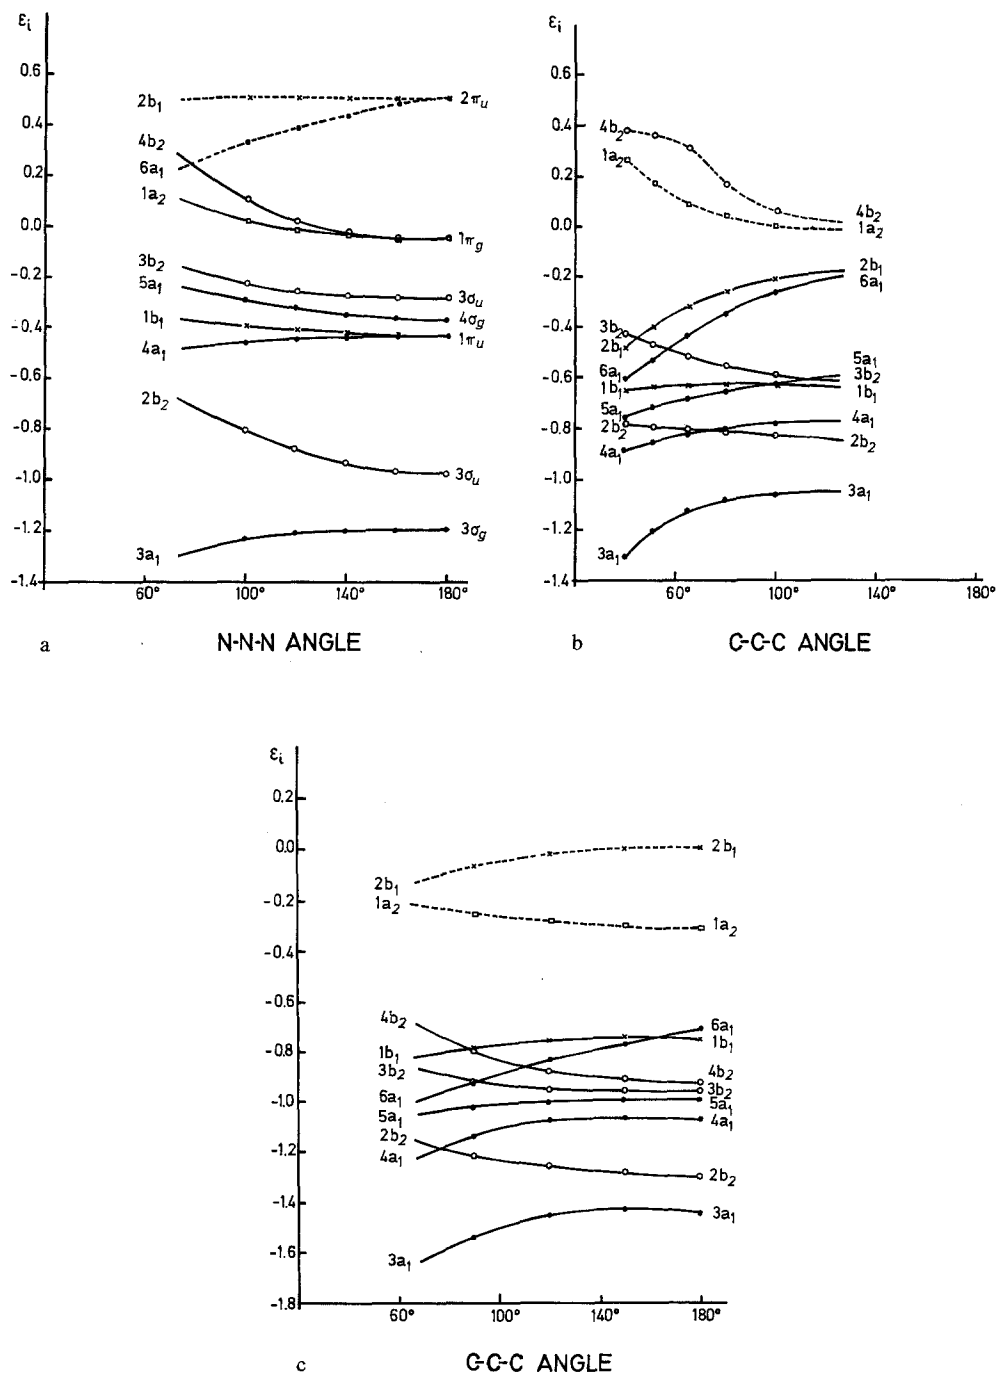 εi
0.6
0.4
0.2
0.0
-0.2
-0.4
-0.6
-0.8
-1.0
-1.2
-1.4
2b1
4b2
6a1
1a2
3b2
5a1
1b1
4a1
2b2
3a1
2πu
1πg
3σu
4σg
1πu
3σu
3σg
60° 100° 140° 180°
a N-N-N ANGLE
εi
0.6
0.4
0.2
0.0
-0.2
-0.4
-0.6
-0.8
-1.0
-1.2
-1.4
4b2
1a2
3b2
2b1
6a1
1b1
5a1
2b2
4a1
3a1
4b2
1a2
2b1
6a1
5a1
3b2
1b1
4a1
2b2
3a1
60° 100° 140° 180°
b C-C-C ANGLE
εi
0.2
0.0
-0.2
-0.4
-0.6
-0.8
-1.0
-1.2
-1.4
-1.6
-1.8
2b1
1a2
4b2
1b1
3b2
6a1
5a1
2b2
4a1
3a1
2b1
1a2
6a1
1b1
4b2
3b2
5a1
4a1
2b2
3a1
60° 100° 140° 180°
c C-C-C ANGLE